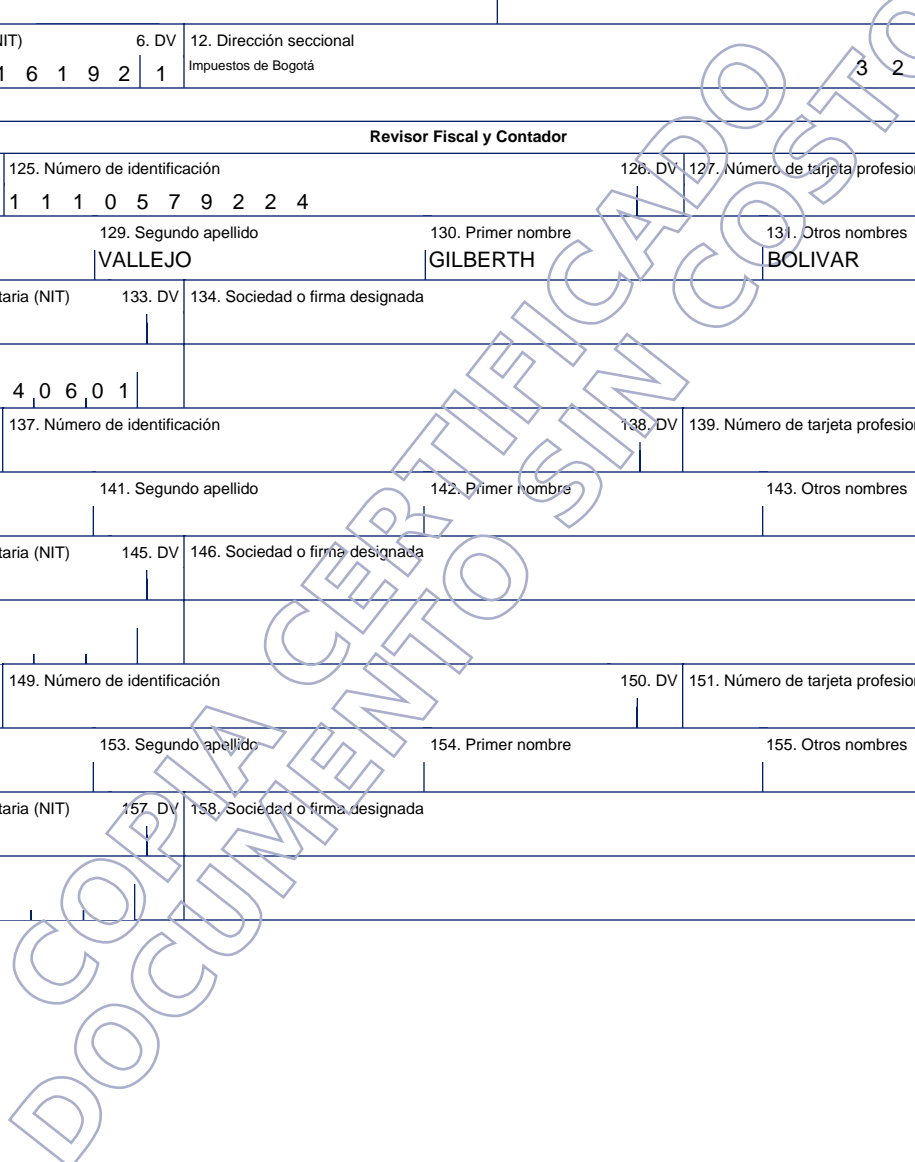 NIT) 6. DV 12. Dirección seccional
1 6 1 9 2 1 Impuestos de Bogotá 3 2
Revisor Fiscal y Contador
125. Número de identificación 126. DV 127. Número de tarjeta profesion
1 1 1 0 5 7 9 2 2 4
129. Segundo apellido 130. Primer nombre 131. Otros nombres
VALLEJO GILBERTH BOLIVAR
taria (NIT) 133. DV 134. Sociedad o firma designada
4 0 6 0 1
137. Número de identificación 138. DV 139. Número de tarjeta profesion
141. Segundo apellido 142. Primer nombre 143. Otros nombres
taria (NIT) 145. DV 146. Sociedad o firma designada
149. Número de identificación 150. DV 151. Número de tarjeta profesion
153. Segundo apellido 154. Primer nombre 155. Otros nombres
taria (NIT) 157. DV 158. Sociedad o firma designada
COPIA CERTIFICADO
DOCUMENTO SIN COSTO